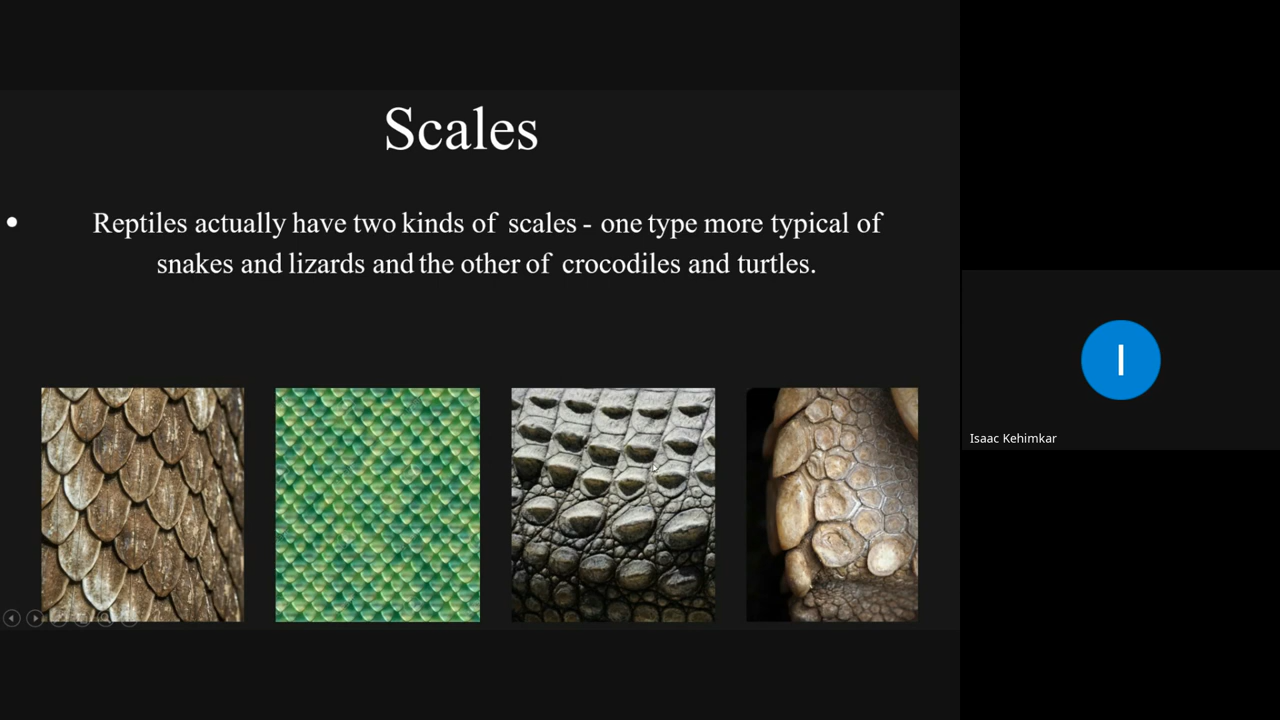 Scales
• Reptiles actually have two kinds of scales - one type more typical of
snakes and lizards and the other of crocodiles and turtles.
I
Isaac Kehimkar